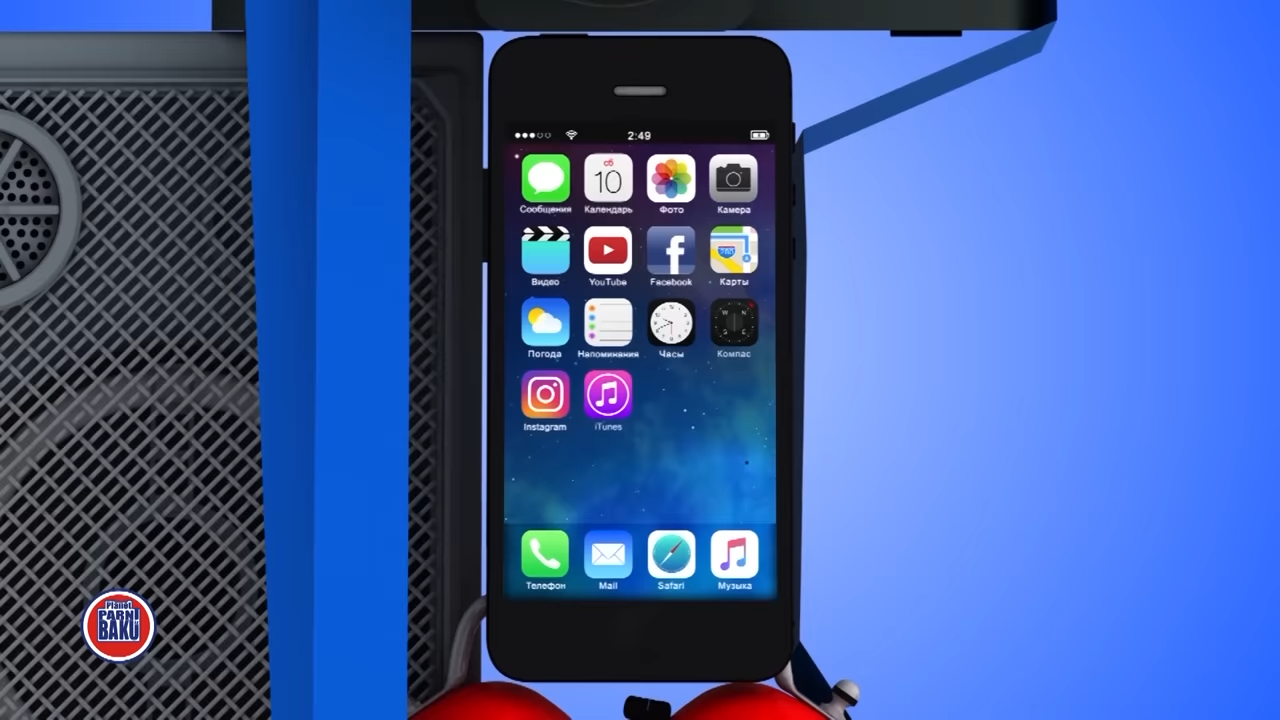 2:49
сб
10
Сообщения Календарь Фото Камера
280
Видео YouTube Facebook Карты
W N
S E
Погода Напоминания Часы Компас
Instagram iTunes
Телефон Mail Safari Музыка
Planet
PARNI
BAKU